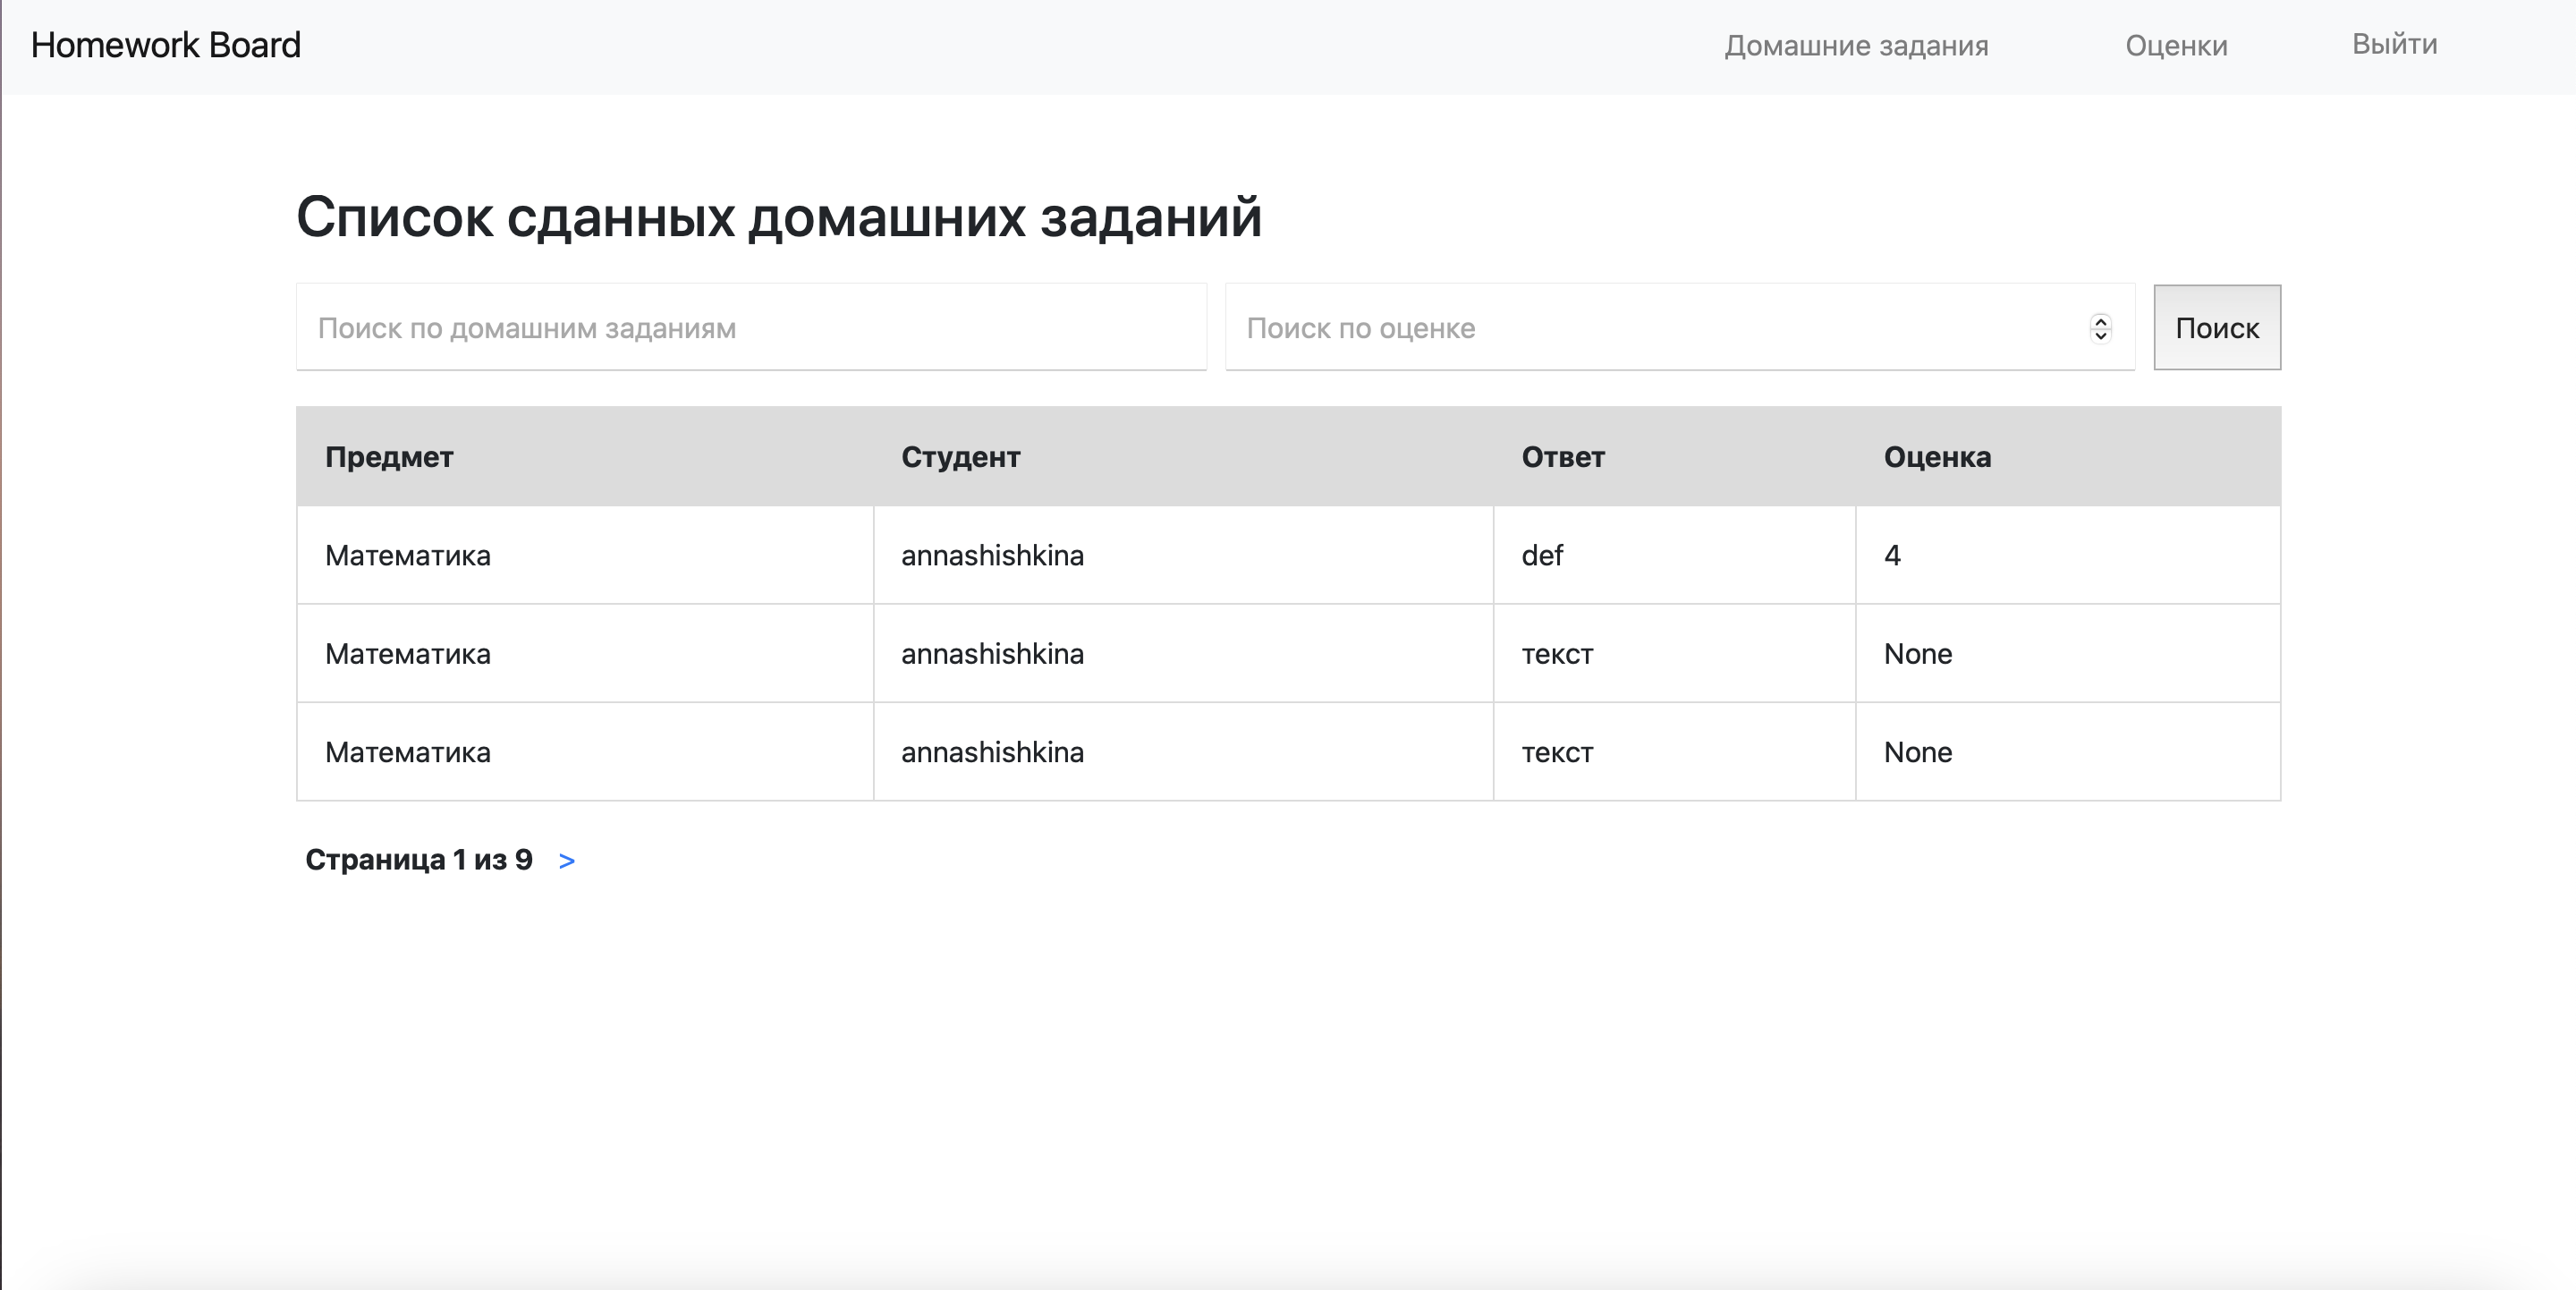 Homework Board Домашние задания Оценки Выйти
Список сданных домашних заданий
Поиск по домашним заданиям Поиск по оценке Поиск
Предмет Студент Ответ Оценка
Математика annashishkina def 4
Математика annashishkina текст None
Математика annashishkina текст None
Страница 1 из 9 >